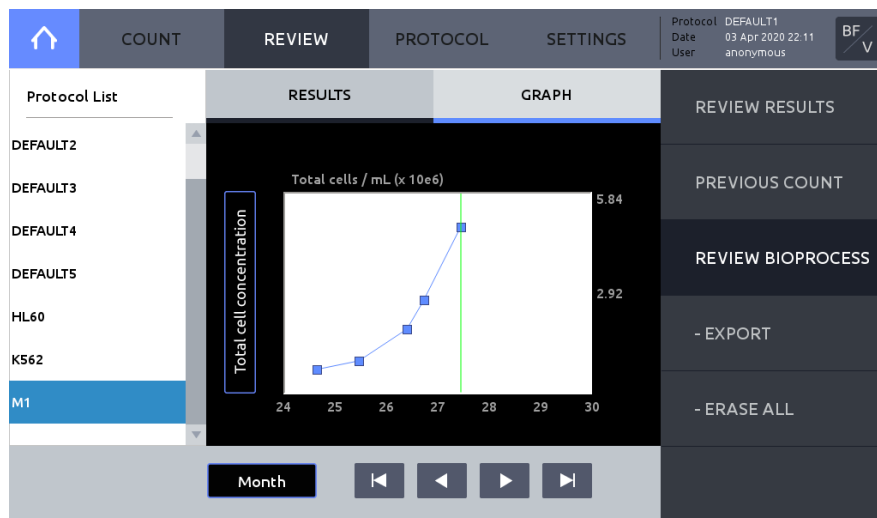 COUNT
REVIEW
PROTOCOL
SETTINGS
Protocol DEFAULT1
Date 03 Apr 2020 22:11
User anonymous
BF/V
Protocol List
DEFAULT2
DEFAULT3
DEFAULT4
DEFAULT5
HL60
K562
M1
RESULTS
GRAPH
Total cells / mL (x 10e6)
Total cell concentration
5.84
2.92
24 25 26 27 28 29 30
Month
REVIEW RESULTS
PREVIOUS COUNT
REVIEW BIOPROCESS
- EXPORT
- ERASE ALL